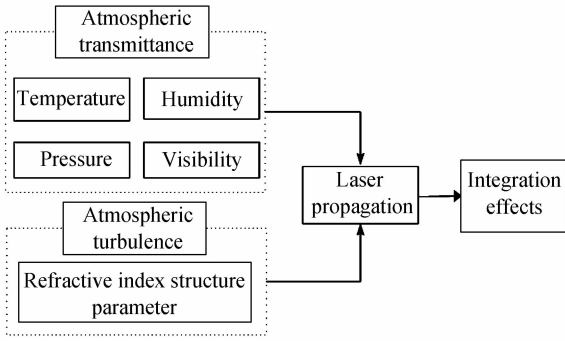 Atmospheric
transmittance
Temperature
Humidity
Pressure
Visibility
Atmospheric
turbulence
Refractive index structure
parameter
Laser
propagation
Integration
effects